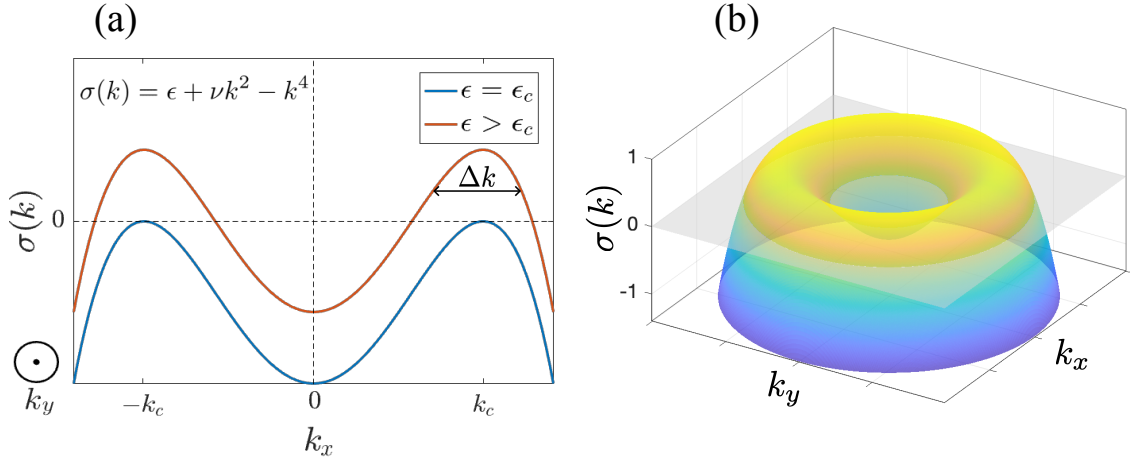 (a)
σ(k) = ϵ + νk² − k⁴
ϵ = ϵ_c
ϵ > ϵ_c
Δk
0
σ(k)
k_y
−k_c
0
k_c
k_x
(b)
1
0
-1
σ(k)
k_y
k_x